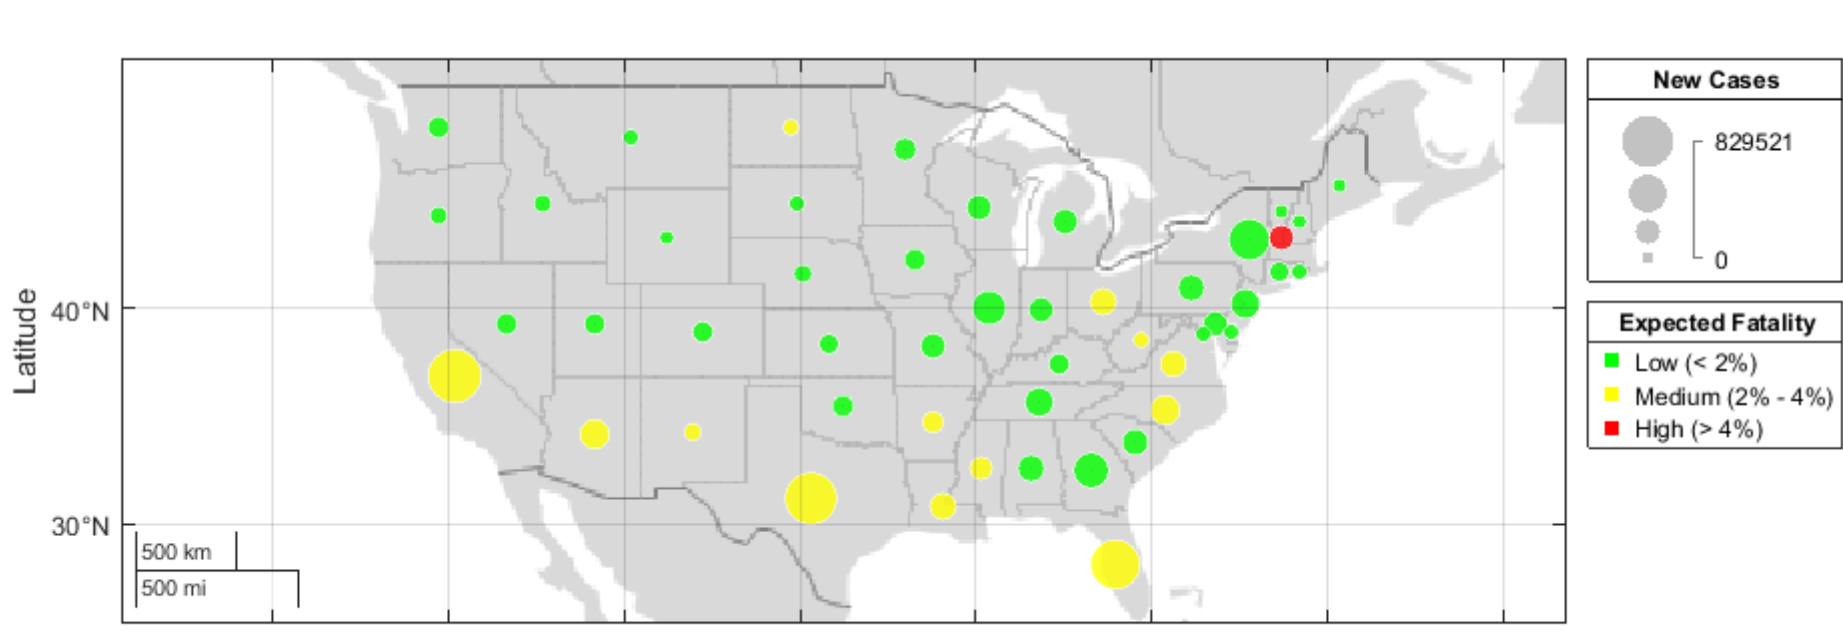 Latitude
40°N
30°N
500 km
500 mi
New Cases
829521
0
Expected Fatality
Low (< 2%)
Medium (2% - 4%)
High (> 4%)